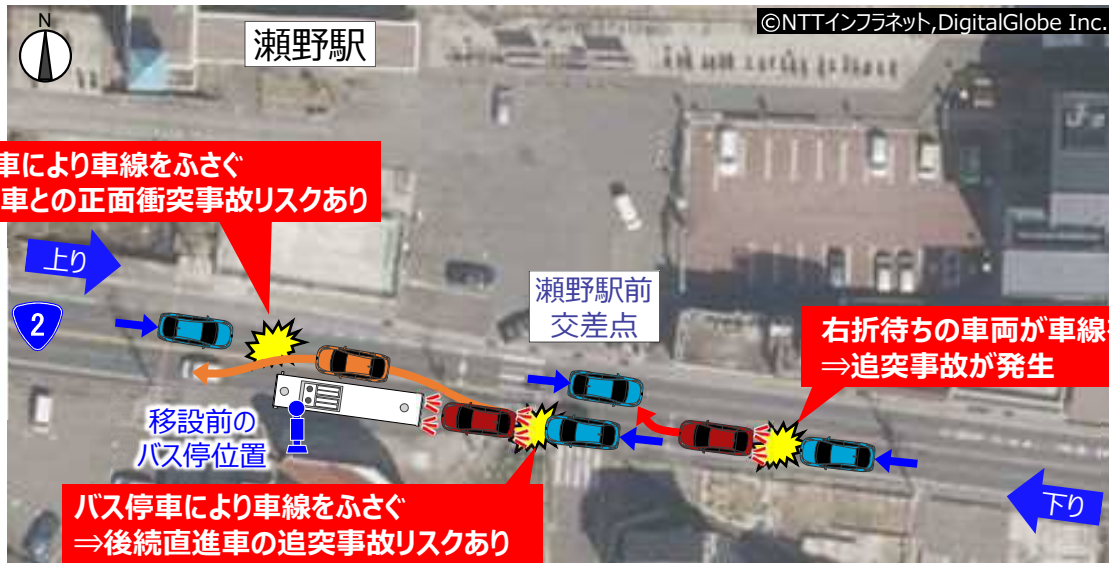 ©NTTインフラネット,DigitalGlobe Inc.
N
瀬野駅
車により車線をふさぐ
車との正面衝突事故リスクあり
上り
2
瀬野駅前
交差点
右折待ちの車両が車線
⇒追突事故が発生
移設前の
バス停位置
バス停車により車線をふさぐ
⇒後続直進車の追突事故リスクあり
下り